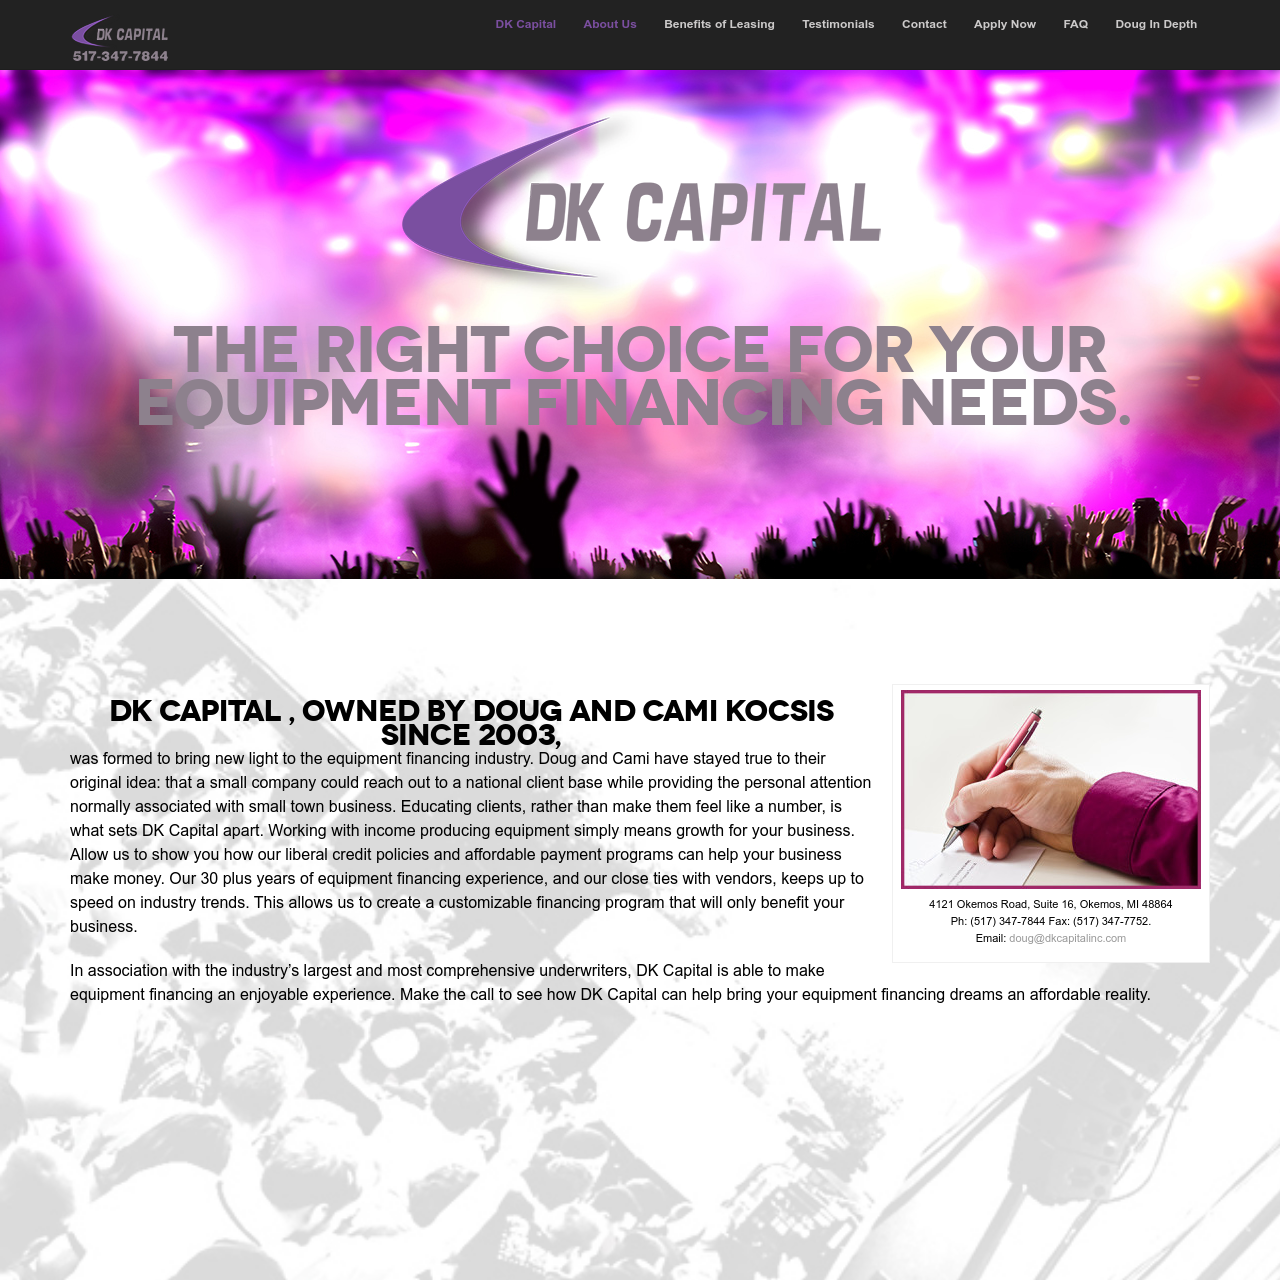 DK CAPITAL
517-347-7844
DK Capital About Us Benefits of Leasing Testimonials Contact Apply Now FAQ Doug In Depth
DK CAPITAL
THE RIGHT CHOICE FOR YOUR
EQUIPMENT FINANCING NEEDS.
DK CAPITAL , OWNED BY DOUG AND CAMI KOCSIS
SINCE 2003,
was formed to bring new light to the equipment financing industry. Doug and Cami have stayed true to their
original idea: that a small company could reach out to a national client base while providing the personal attention
normally associated with small town business. Educating clients, rather than make them feel like a number, is
what sets DK Capital apart. Working with income producing equipment simply means growth for your business.
Allow us to show you how our liberal credit policies and affordable payment programs can help your business
make money. Our 30 plus years of equipment financing experience, and our close ties with vendors, keeps up to
speed on industry trends. This allows us to create a customizable financing program that will only benefit your
business.
4121 Okemos Road, Suite 16, Okemos, MI 48864
Ph: (517) 347-7844 Fax: (517) 347-7752.
Email: doug@dkcapitalinc.com
In association with the industry’s largest and most comprehensive underwriters, DK Capital is able to make
equipment financing an enjoyable experience. Make the call to see how DK Capital can help bring your equipment financing dreams an affordable reality.